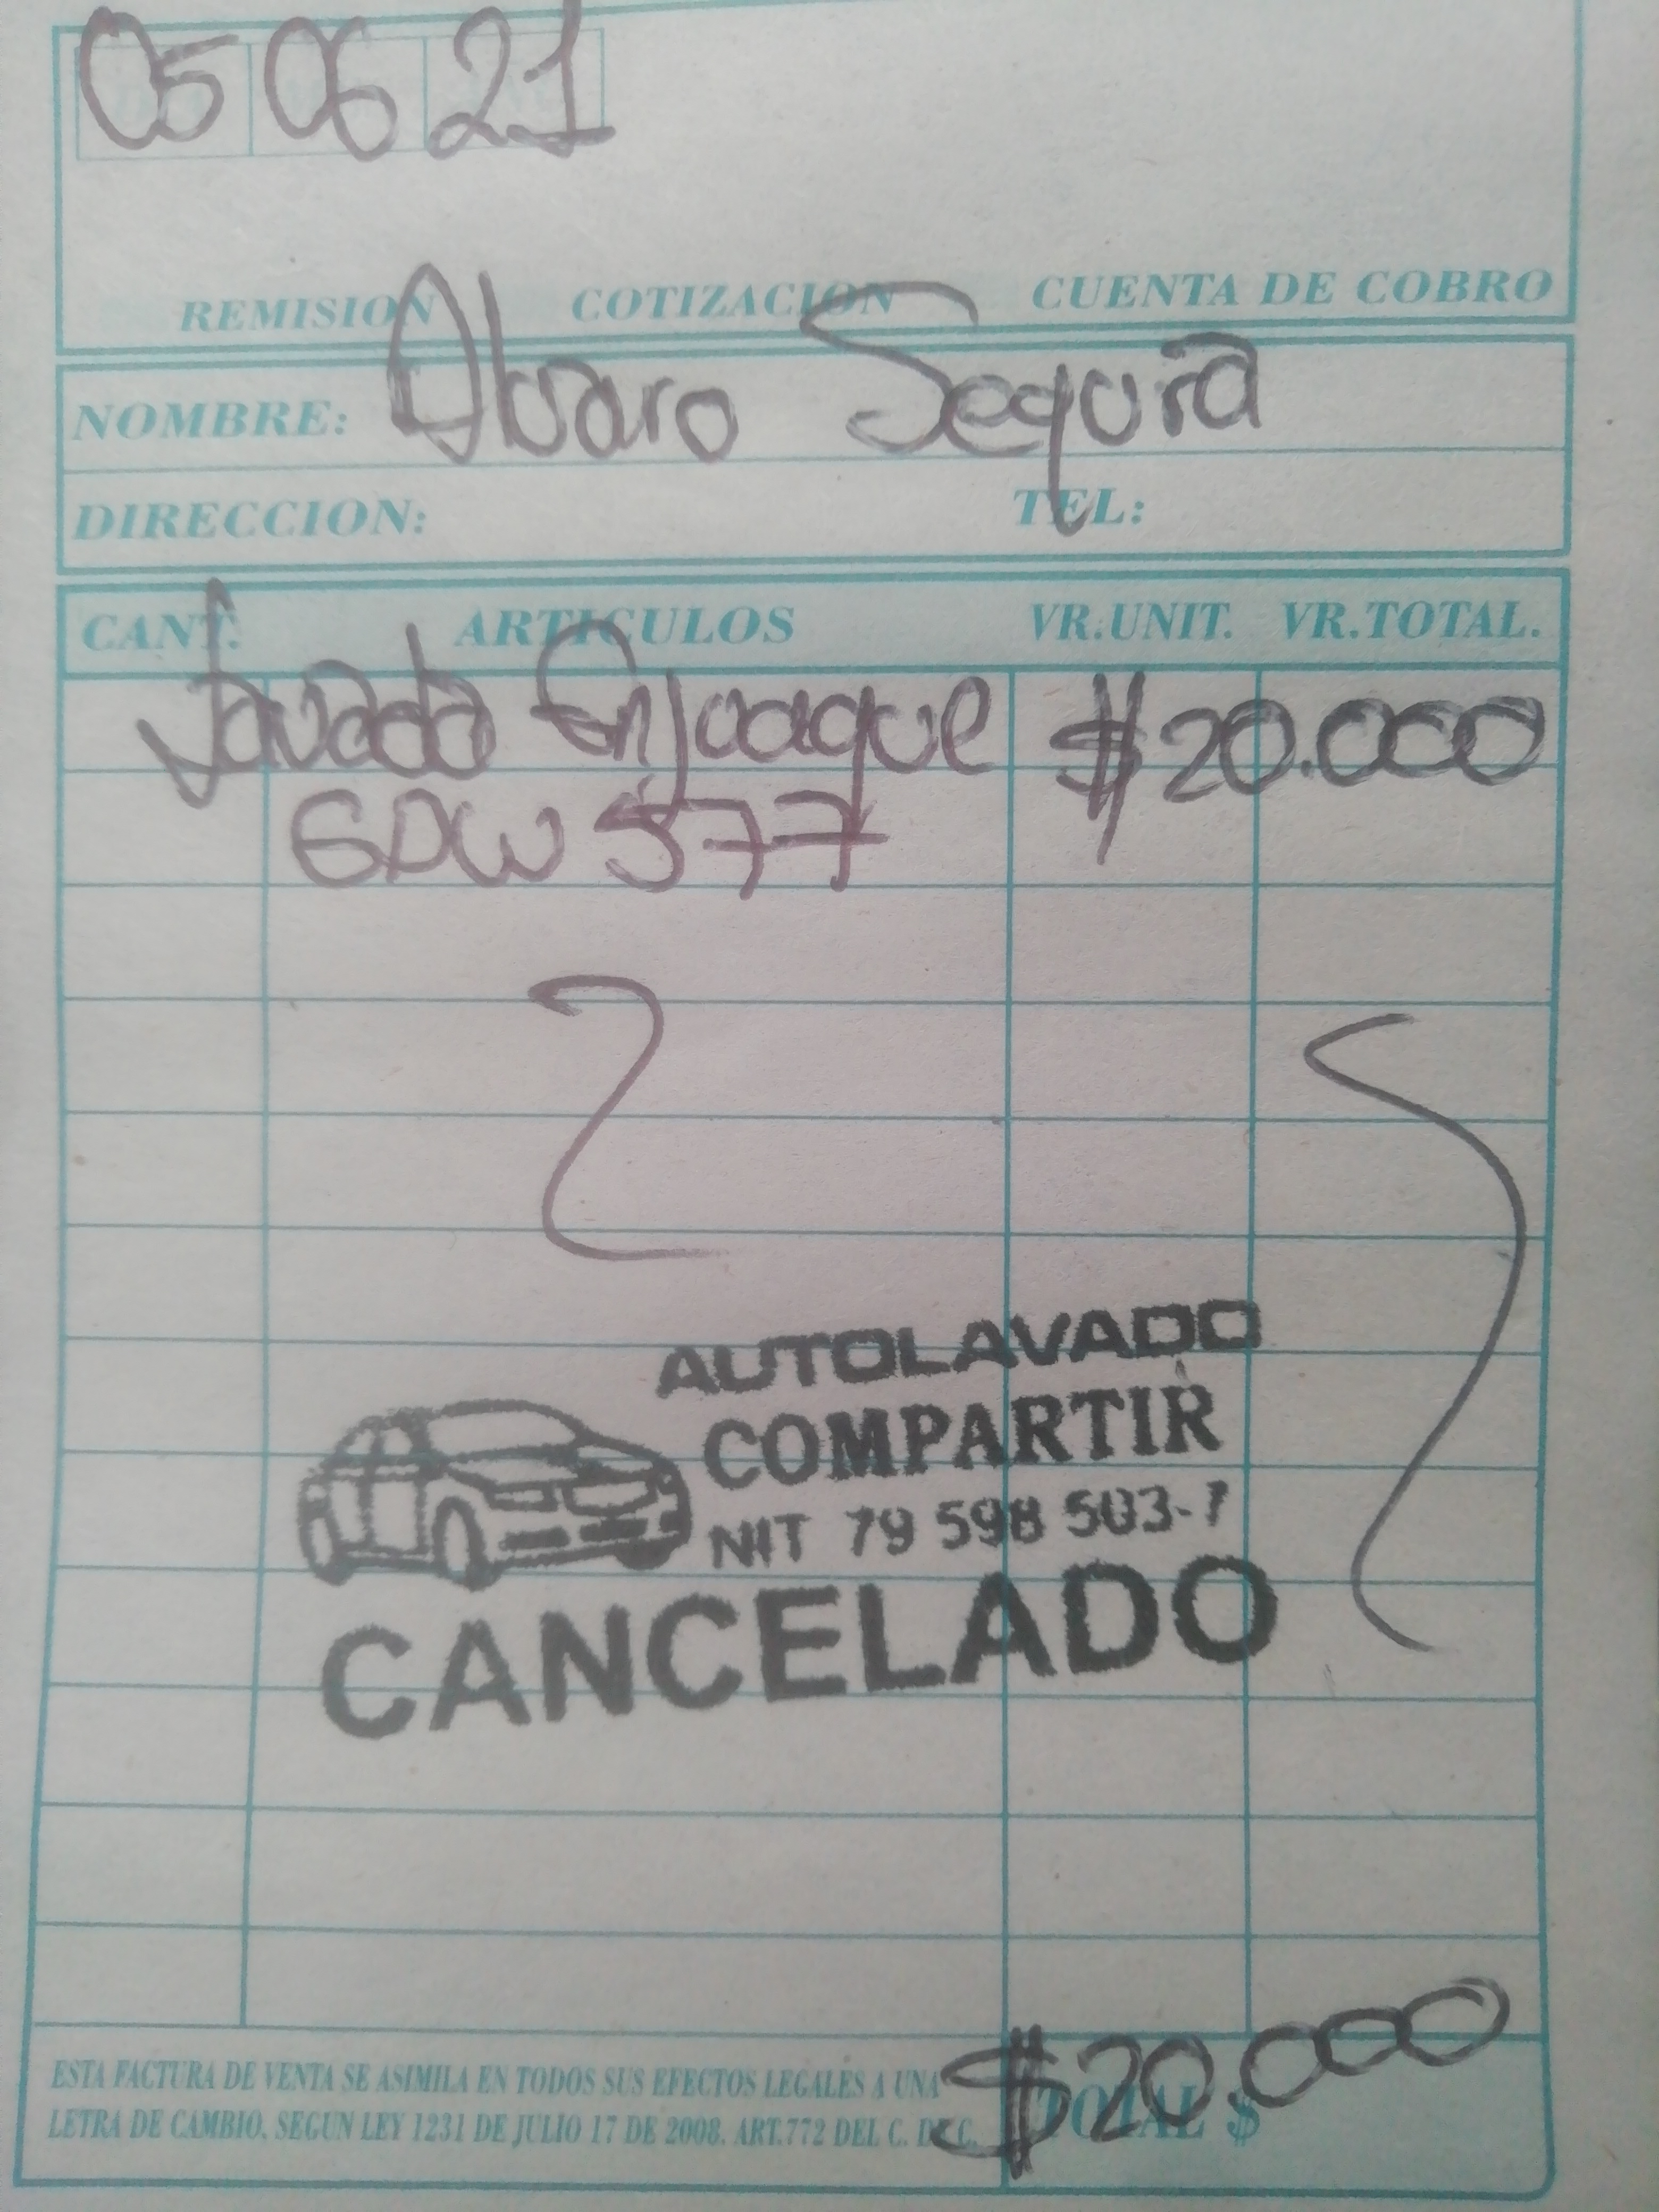 05 06 21
REMISION COTIZACION CUENTA DE COBRO
NOMBRE: Alvaro Segura
DIRECCION: TEL:
CANT. ARTICULOS VR.UNIT. VR.TOTAL.
Lavada Enjuague $20.000
577
AUTOLAVADO
COMPARTIR
NIT 79 598 503-7
CANCELADO
ESTA FACTURA DE VENTA SE ASIMILA EN TODOS SUS EFECTOS LEGALES A UNA
LETRA DE CAMBIO, SEGUN LEY 1231 DE JULIO 17 DE 2008. ART.772 DEL C. DE C.
TOTAL $ $20.000